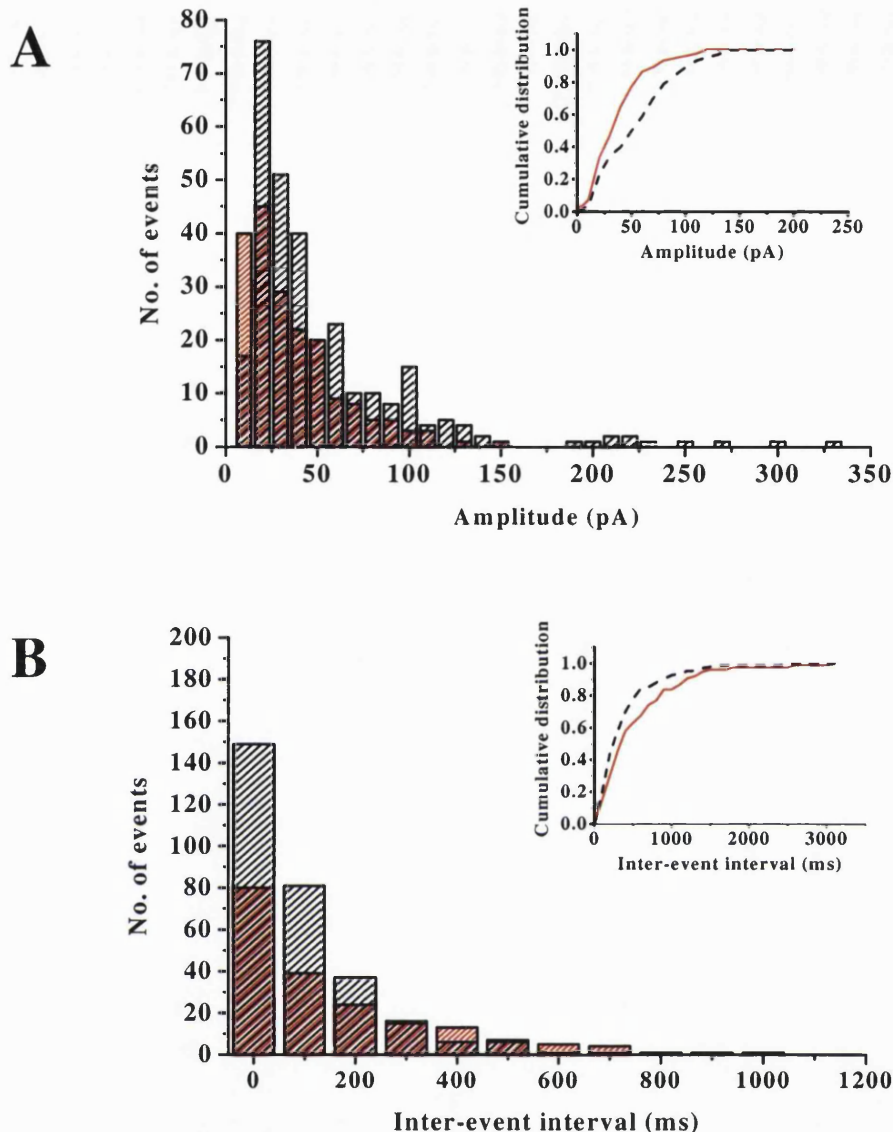 A
80
70
60
50
40
30
20
10
0
No. of events
0 50 100 150 200 250 300 350
Amplitude (pA)
1.0
0.8
0.6
0.4
0.2
0.0
Cumulative distribution
0 50 100 150 200 250
Amplitude (pA)
B
200
180
160
140
120
100
80
60
40
20
0
No. of events
0 200 400 600 800 1000 1200
Inter-event interval (ms)
1.0
0.8
0.6
0.4
0.2
0.0
Cumulative distribution
0 1000 2000 3000
Inter-event interval (ms)